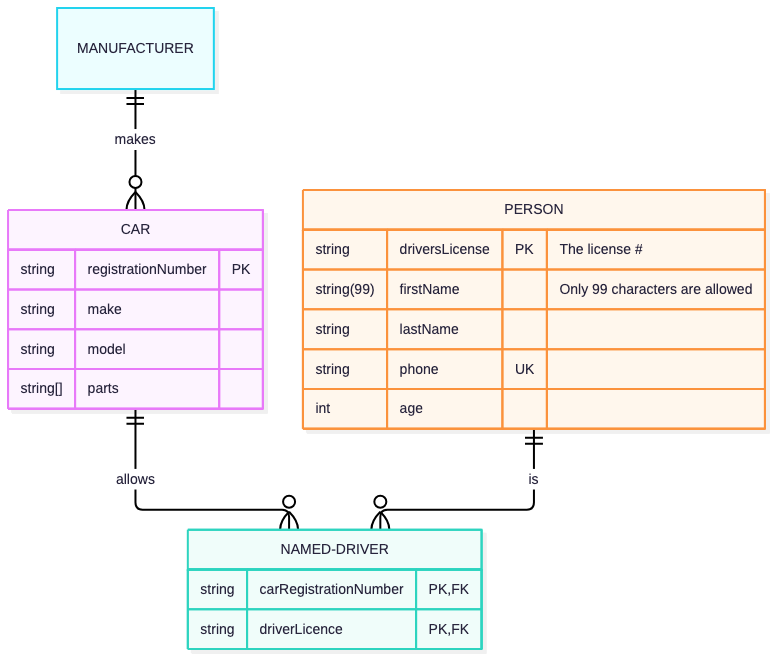 MANUFACTURER
makes
CAR
string registrationNumber PK
string make
string model
string[] parts
PERSON
string driversLicense PK The license #
string(99) firstName Only 99 characters are allowed
string lastName
string phone UK
int age
allows
is
NAMED-DRIVER
string carRegistrationNumber PK,FK
string driverLicence PK,FK